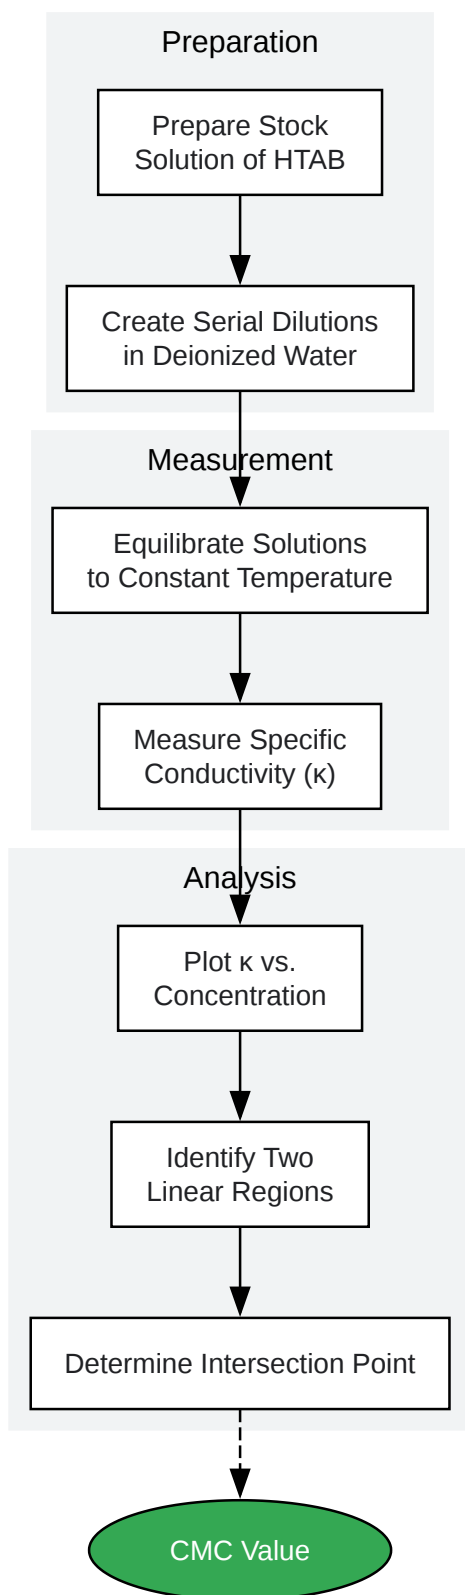 Preparation
Prepare Stock
Solution of HTAB
Create Serial Dilutions
in Deionized Water
Measurement
Equilibrate Solutions
to Constant Temperature
Measure Specific
Conductivity (κ)
Analysis
Plot κ vs.
Concentration
Identify Two
Linear Regions
Determine Intersection Point
CMC Value